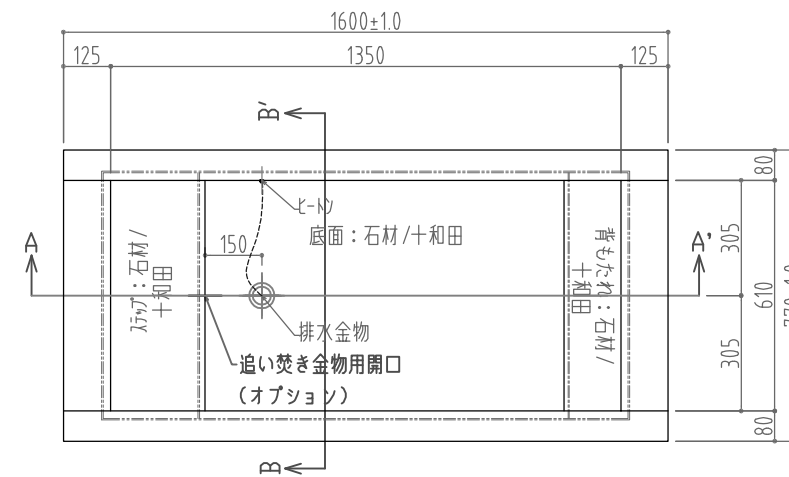 1600±1.0
125
1350
125
B'
80
ヒートン
ステップ：石材/
十和田
150
底面：石材/十和田
背もたれ：石材/
十和田
305
A
A'
610
排水金物
追い焚き金物用開口
（オプション）
305
80
B